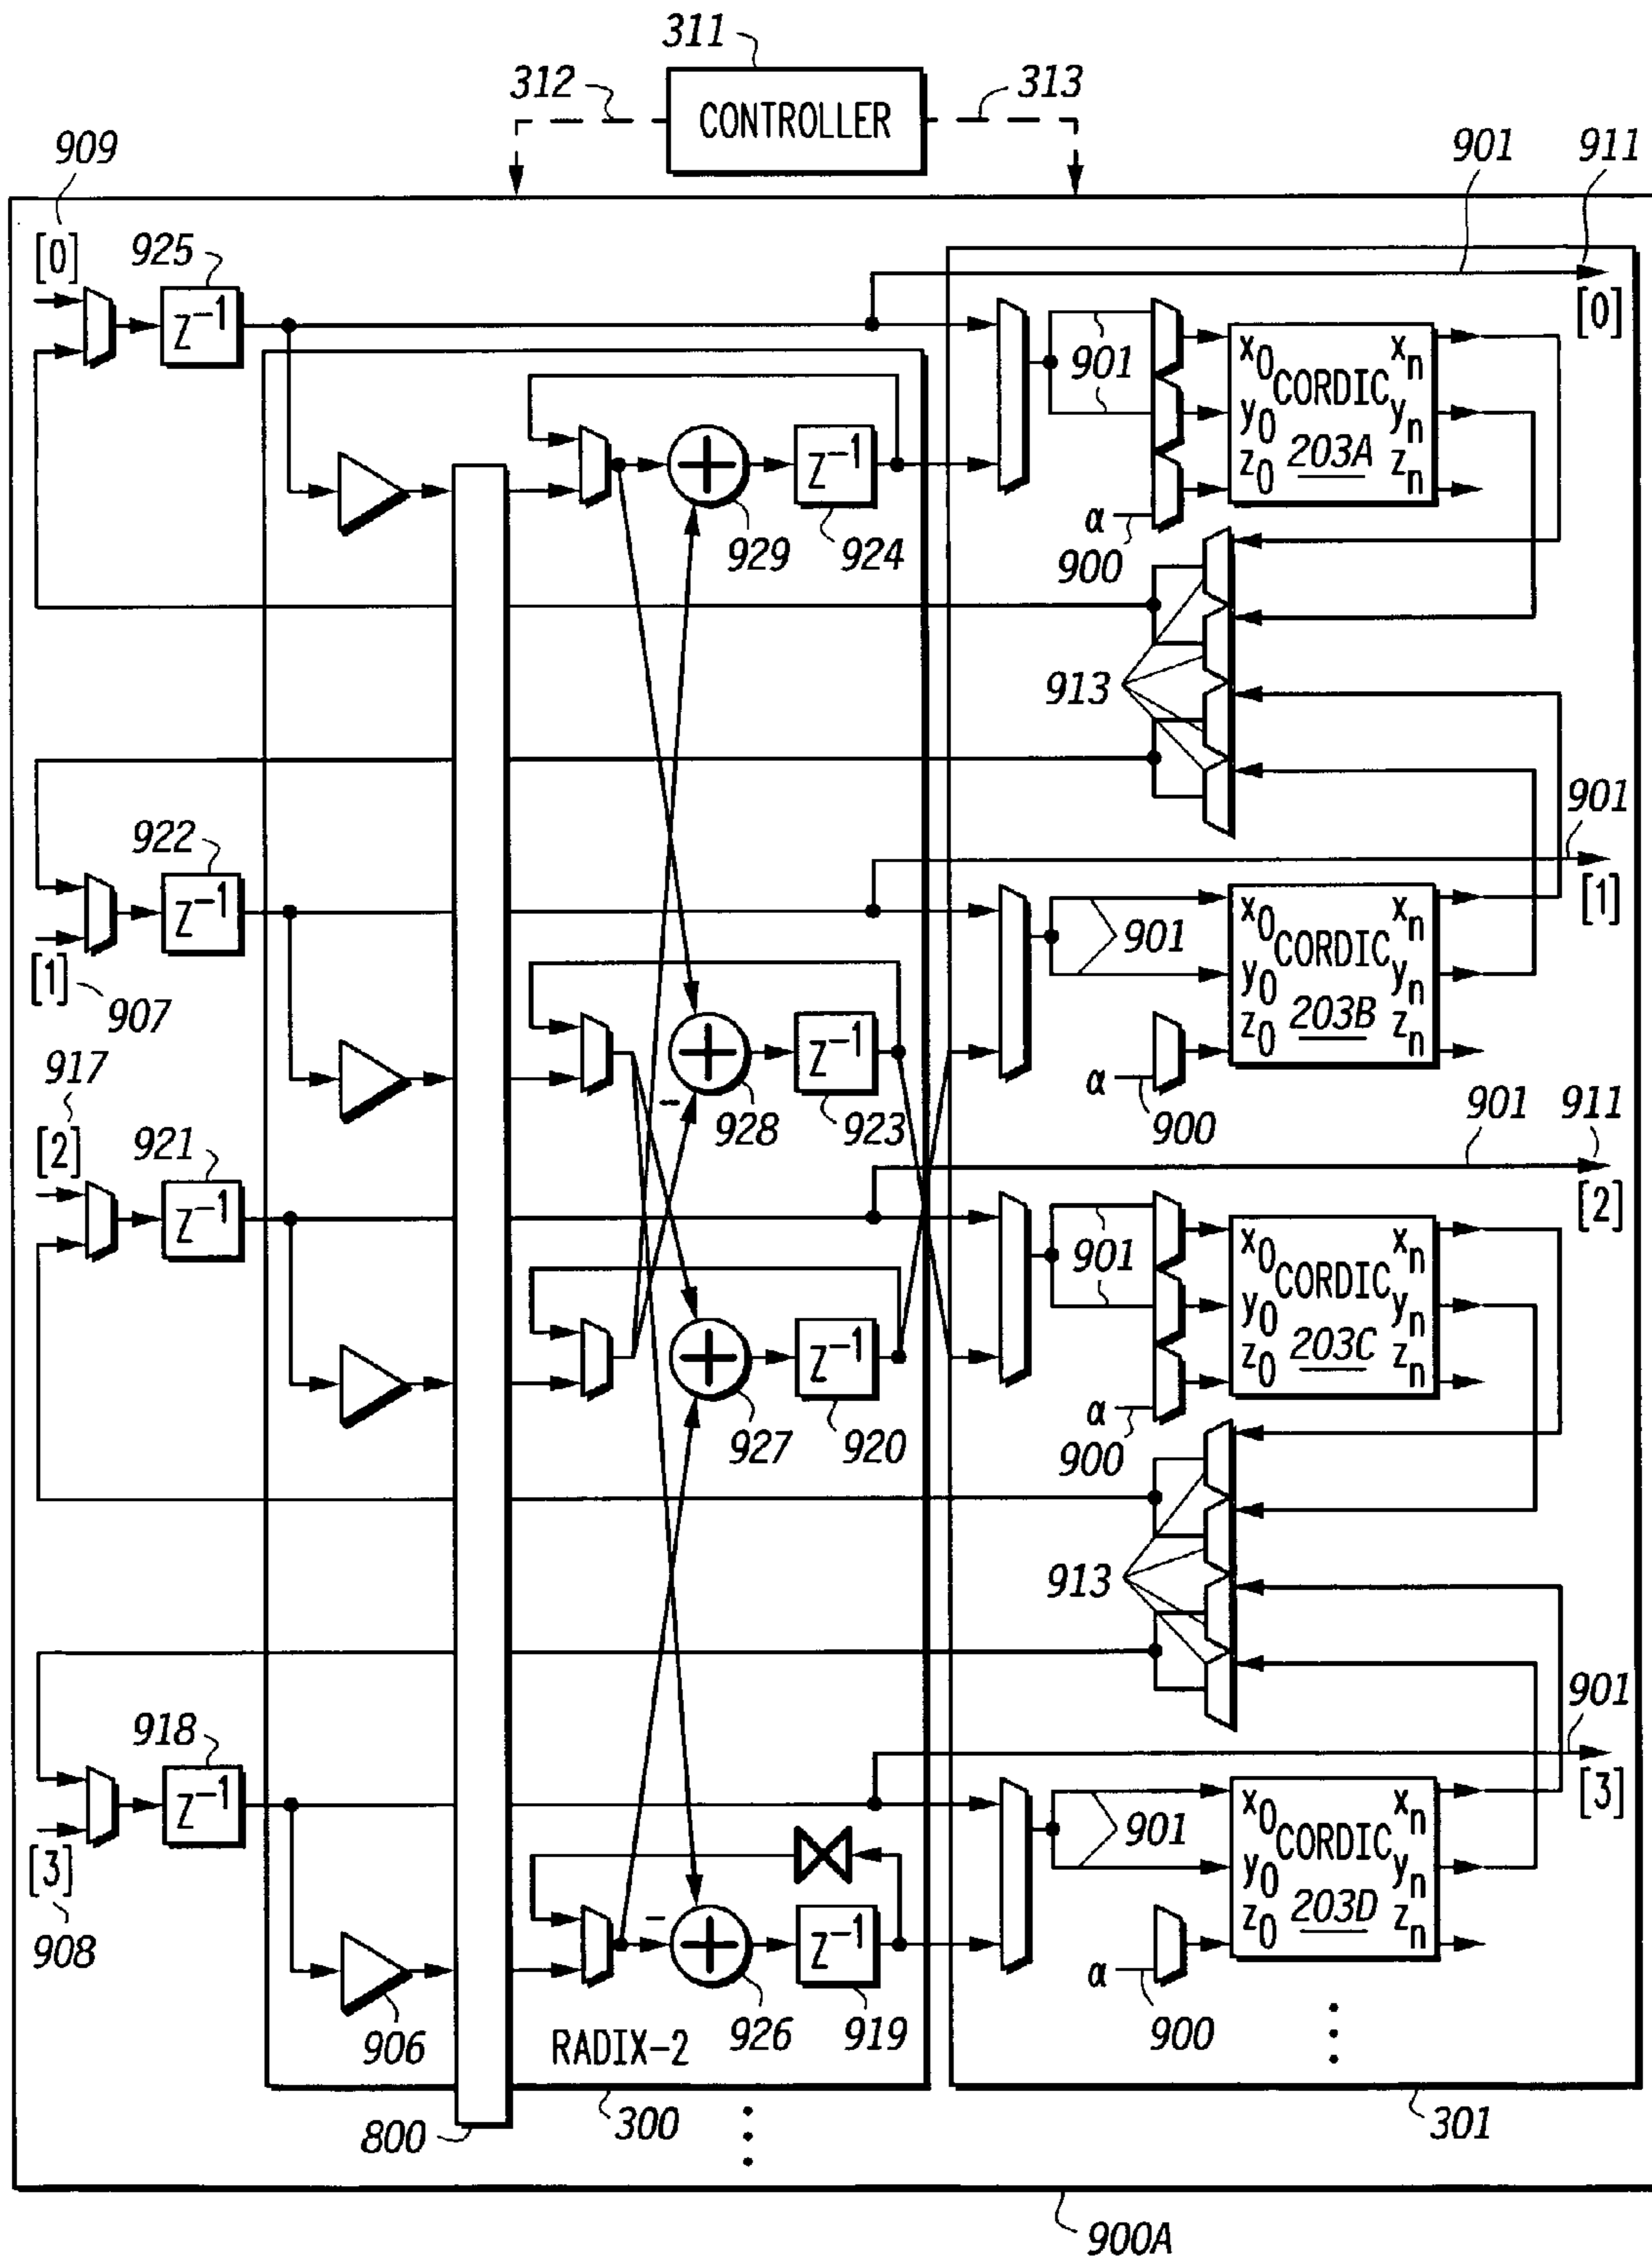 311
312
CONTROLLER
313
909
901
911
[0]
925
Z⁻¹
[0]
901
x₀ CORDIC xₙ
y₀ yₙ
z₀ 203A zₙ
+
Z⁻¹
929
924
α
900
913
922
901
Z⁻¹
[1]
[1]
907
901
x₀ CORDIC xₙ
y₀ yₙ
z₀ 203B zₙ
917
[2]
+
Z⁻¹
-
928
923
α
900
901
911
921
Z⁻¹
[2]
901
x₀ CORDIC xₙ
y₀ yₙ
z₀ 203C zₙ
+
Z⁻¹
927
920
α
900
913
918
901
Z⁻¹
[3]
[3]
908
901
x₀ CORDIC xₙ
y₀ yₙ
z₀ 203D zₙ
-
+
Z⁻¹
906
926
919
α
900
RADIX-2
800
300
301
900A